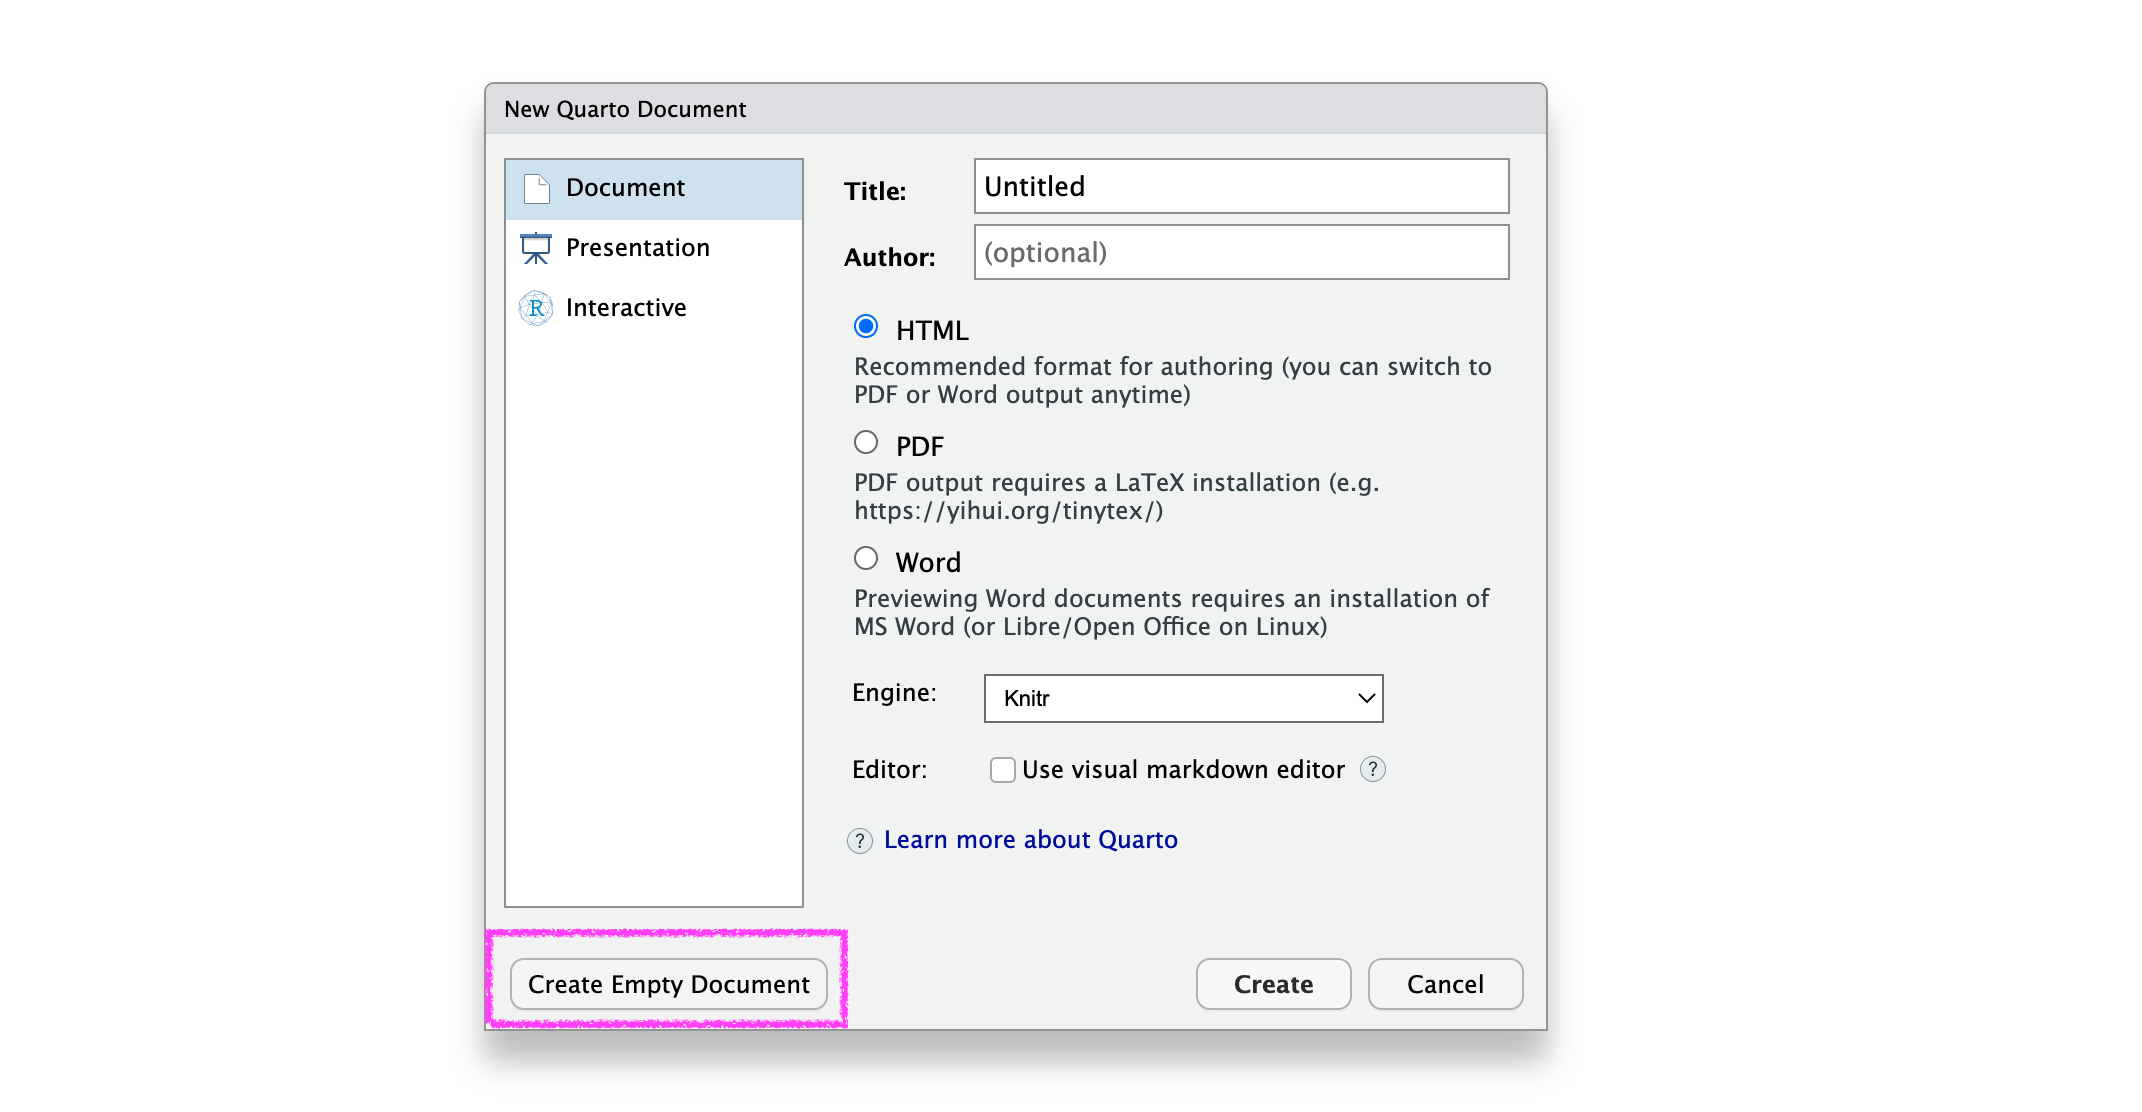 New Quarto Document
Document
Presentation
R Interactive
Title: Untitled
Author: (optional)
HTML
Recommended format for authoring (you can switch to
PDF or Word output anytime)
PDF
PDF output requires a LaTeX installation (e.g.
https://yihui.org/tinytex/)
Word
Previewing Word documents requires an installation of
MS Word (or Libre/Open Office on Linux)
Engine: Knitr
Editor: Use visual markdown editor ?
? Learn more about Quarto
Create Empty Document Create Cancel